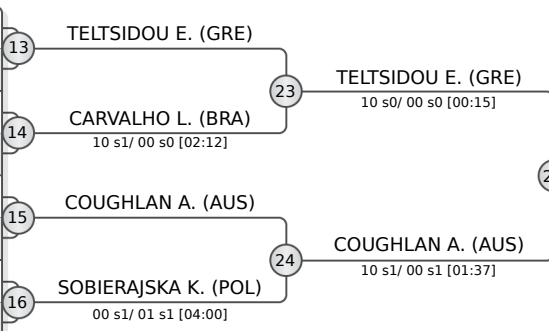 13
TELTSIDOU E. (GRE)
14
CARVALHO L. (BRA)
10 s1/ 00 s0 [02:12]
23
TELTSIDOU E. (GRE)
10 s0/ 00 s0 [00:15]
15
COUGHLAN A. (AUS)
16
SOBIERAJSKA K. (POL)
00 s1/ 01 s1 [04:00]
24
COUGHLAN A. (AUS)
10 s1/ 00 s1 [01:37]